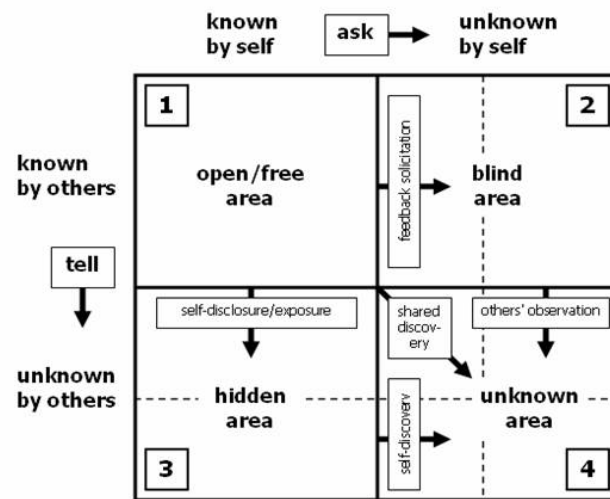 known
by self
ask
unknown
by self
1
2
known
by others
open/free
area
feedback solicitation
blind
area
tell
self-disclosure/exposure
shared
discov-
ery
others' observation
unknown
by others
hidden
area
self-discovery
unknown
area
3
4